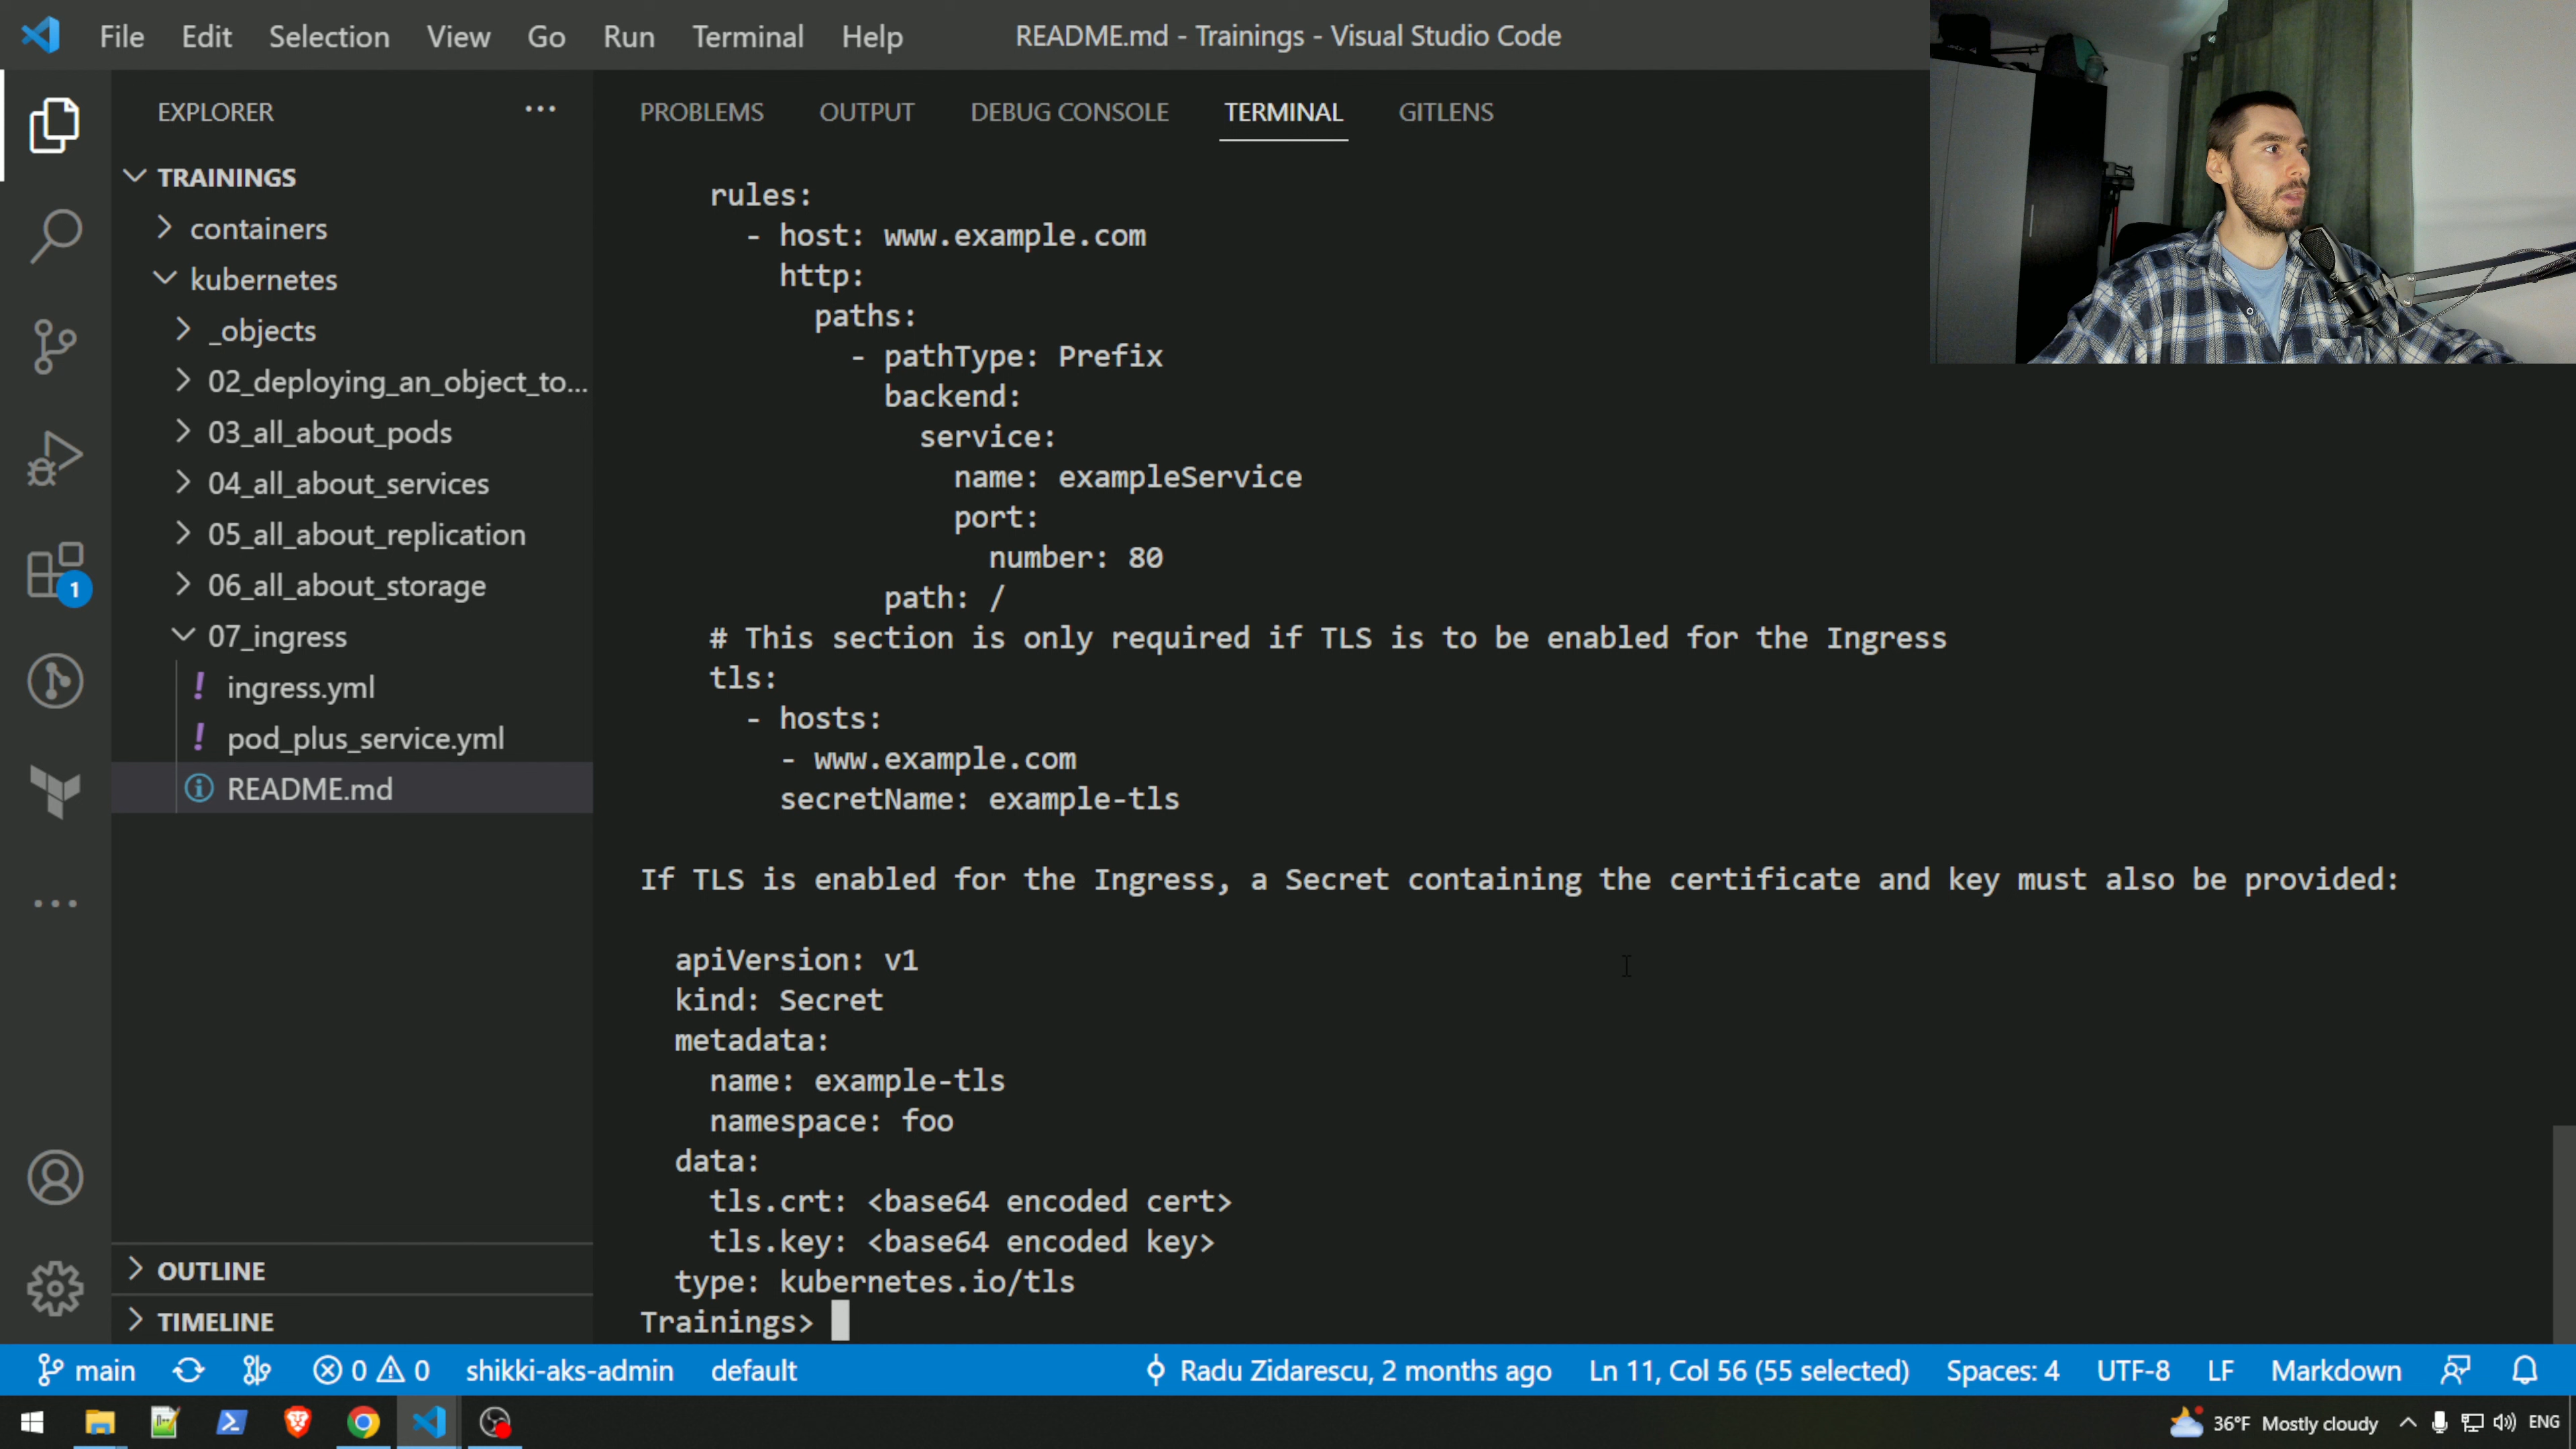 File Edit Selection View Go Run Terminal Help
README.md - Trainings - Visual Studio Code
EXPLORER
TRAININGS
containers
kubernetes
_objects
02_deploying_an_object_to...
03_all_about_pods
04_all_about_services
05_all_about_replication
06_all_about_storage
07_ingress
! ingress.yml
! pod_plus_service.yml
README.md
1
OUTLINE
TIMELINE
PROBLEMS OUTPUT DEBUG CONSOLE TERMINAL GITLENS
rules:
- host: www.example.com
http:
paths:
- pathType: Prefix
backend:
service:
name: exampleService
port:
number: 80
path: /
# This section is only required if TLS is to be enabled for the Ingress
tls:
- hosts:
- www.example.com
secretName: example-tls
If TLS is enabled for the Ingress, a Secret containing the certificate and key must also be provided:
apiVersion: v1
kind: Secret
metadata:
name: example-tls
namespace: foo
data:
tls.crt: <base64 encoded cert>
tls.key: <base64 encoded key>
type: kubernetes.io/tls
Trainings>
main 0 0 shikki-aks-admin default Radu Zidarescu, 2 months ago Ln 11, Col 56 (55 selected) Spaces: 4 UTF-8 LF Markdown
36°F Mostly cloudy ENG